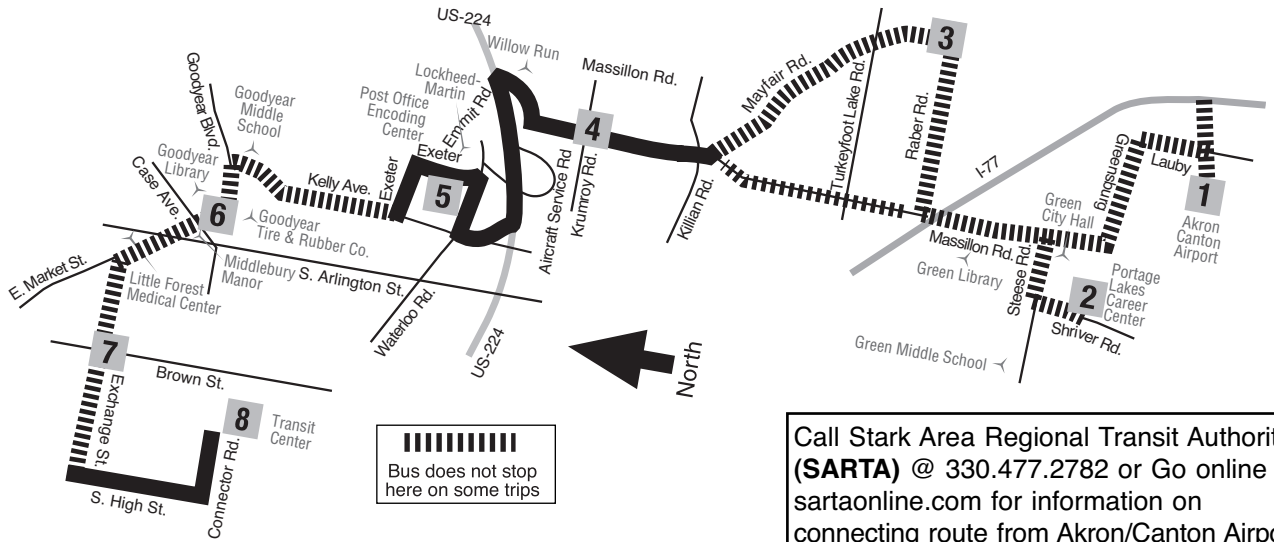 US-224
Willow Run
Massillon Rd.
Mayfair Rd.
3
Turkeyfoot Lake Rd.
Goodyear Blvd.
Goodyear
Middle
School
Lockheed-
Martin
Post Office
Encoding
Center
Emmit Rd
4
Raber Rd.
I-77
Greensburg
Lauby
1
Akron
Canton
Airport
Goodyear
Library
Case Ave.
Kelly Ave.
Exeter
Exeter
5
Aircraft Service Rd
Krumroy Rd.
Killian Rd.
6
Goodyear
Tire & Rubber Co.
Green
City Hall
Massillon Rd.
Green Library
Steese Rd.
2
Portage
Lakes
Career
Center
Shriver Rd.
E. Market St.
Little Forest
Medical Center
Middlebury
Manor
S. Arlington St.
Waterloo Rd.
US-224
North
Green Middle School
7
Brown St.
Exchange St.
8
Transit
Center
Connector Rd.
S. High St.
Bus does not stop
here on some trips
Call Stark Area Regional Transit Authorit
(SARTA) @ 330.477.2782 or Go online
sartaonline.com for information on
connecting route from Akron/Canton Airpo